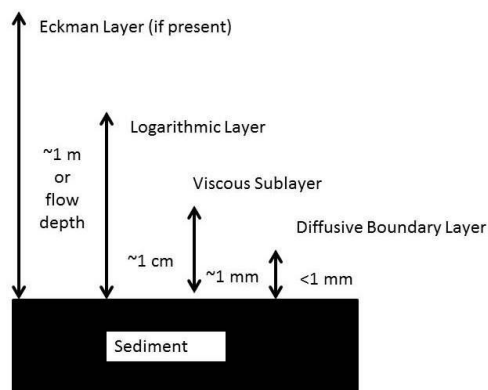 Eckman Layer (if present)
Logarithmic Layer
~1 m
or
flow
depth
Viscous Sublayer
Diffusive Boundary Layer
~1 cm
~1 mm
<1 mm
Sediment